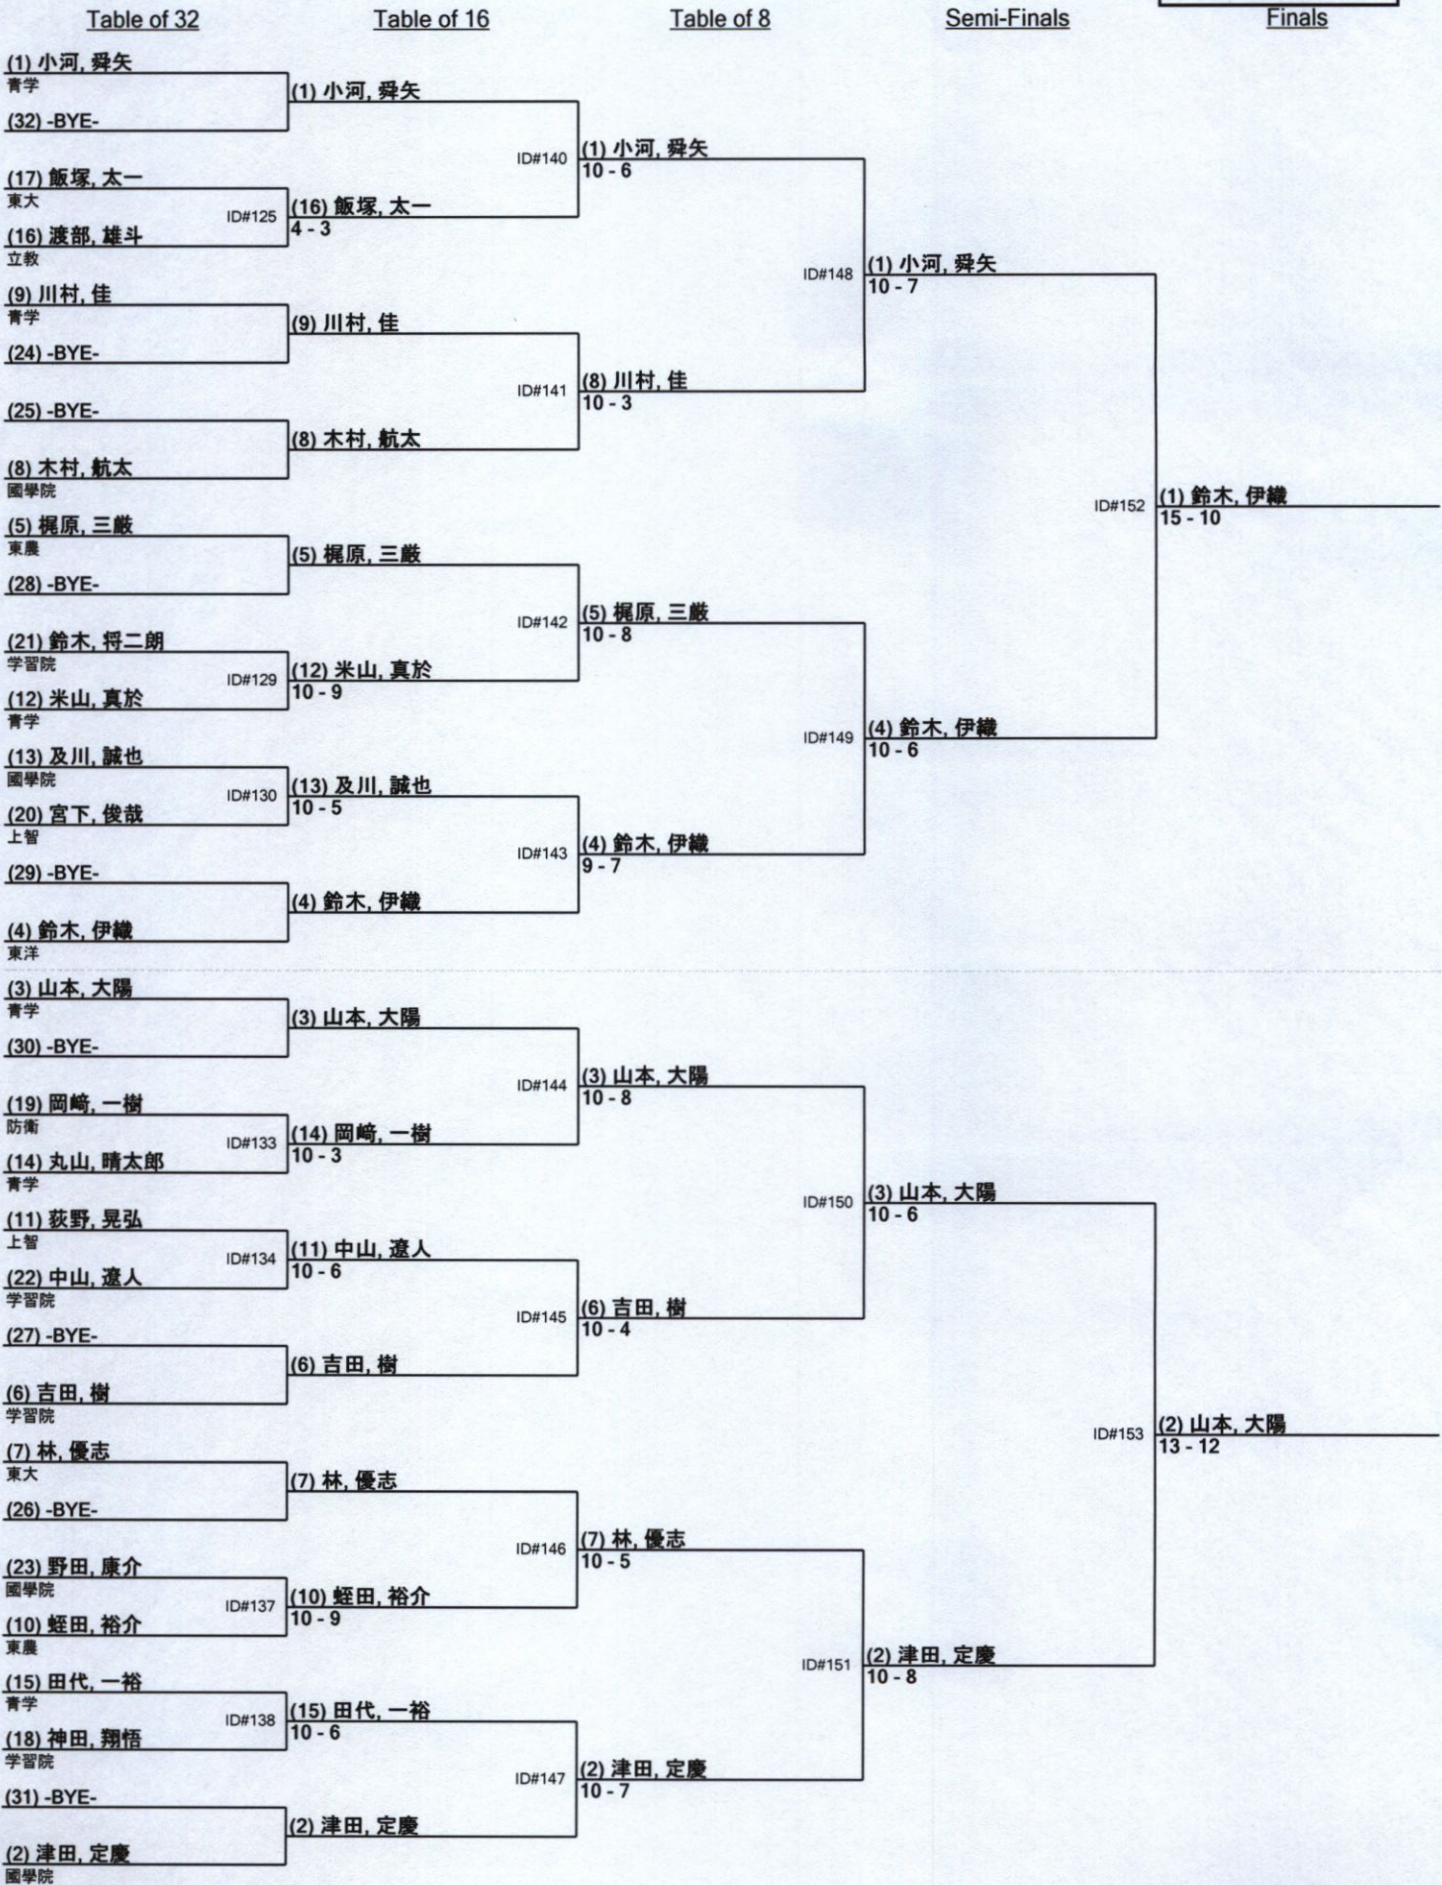 Table of 32
Table of 16
Table of 8
Semi-Finals
Finals
(1) 小河, 舜矢
青学
(32) -BYE-
(17) 飯塚, 太一
東大
ID#125
(16) 渡部, 雄斗
立教
(9) 川村, 佳
青学
(24) -BYE-
(25) -BYE-
(8) 木村, 航太
國學院
(5) 梶原, 三厳
東農
(28) -BYE-
(21) 鈴木, 将二朗
学習院
ID#129
(12) 米山, 真於
青学
(13) 及川, 誠也
國學院
ID#130
(20) 宮下, 俊哉
上智
(29) -BYE-
(4) 鈴木, 伊織
東洋
(3) 山本, 大陽
青学
(30) -BYE-
(19) 岡﨑, 一樹
防衛
ID#133
(14) 丸山, 晴太郎
青学
(11) 荻野, 晃弘
上智
ID#134
(22) 中山, 遼人
学習院
(27) -BYE-
(6) 吉田, 樹
学習院
(7) 林, 優志
東大
(26) -BYE-
(23) 野田, 康介
國學院
ID#137
(10) 蛭田, 裕介
東農
(15) 田代, 一裕
青学
ID#138
(18) 神田, 翔悟
学習院
(31) -BYE-
(2) 津田, 定慶
國學院
(1) 小河, 舜矢
ID#140
(16) 飯塚, 太一
4 - 3
(9) 川村, 佳
ID#141
(8) 木村, 航太
(5) 梶原, 三厳
ID#142
(12) 米山, 真於
10 - 9
(13) 及川, 誠也
10 - 5
ID#143
(4) 鈴木, 伊織
(3) 山本, 大陽
ID#144
(14) 岡﨑, 一樹
10 - 3
(11) 中山, 遼人
10 - 6
ID#145
(6) 吉田, 樹
(7) 林, 優志
ID#146
(10) 蛭田, 裕介
10 - 9
(15) 田代, 一裕
10 - 6
ID#147
(2) 津田, 定慶
(1) 小河, 舜矢
10 - 6
ID#148
(8) 川村, 佳
10 - 3
(5) 梶原, 三厳
10 - 8
ID#149
(4) 鈴木, 伊織
9 - 7
(3) 山本, 大陽
10 - 8
ID#150
(6) 吉田, 樹
10 - 4
(7) 林, 優志
10 - 5
ID#151
(2) 津田, 定慶
10 - 7
(1) 小河, 舜矢
10 - 7
ID#152
(4) 鈴木, 伊織
10 - 6
(3) 山本, 大陽
10 - 6
ID#153
(2) 津田, 定慶
10 - 8
(1) 鈴木, 伊織
15 - 10
(2) 山本, 大陽
13 - 12